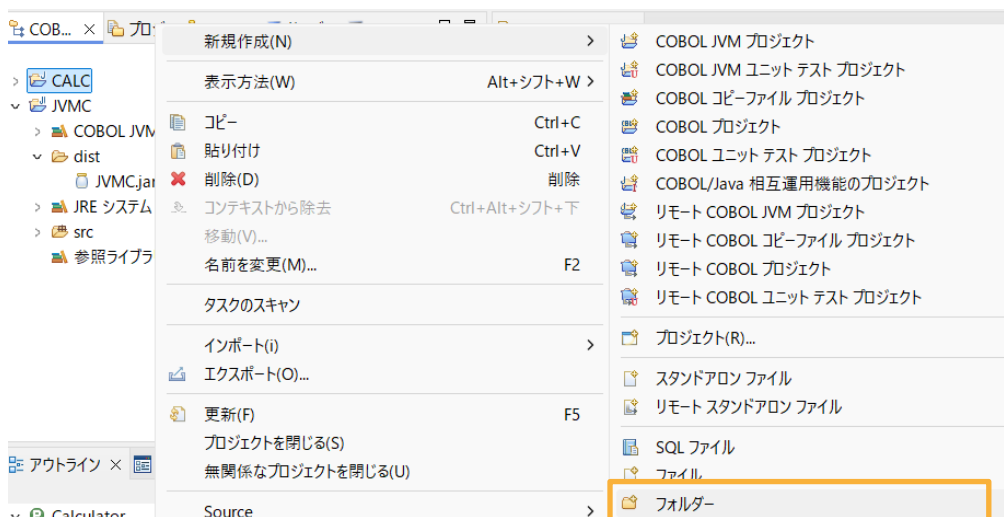 COB...
CALC
JVMC
COBOL JVM
dist
JVMC.jar
JRE システム
src
参照ライブラ
アウトライン
Calculator
新規作成(N)
表示方法(W) Alt+シフト+W
コピー Ctrl+C
貼り付け Ctrl+V
削除(D) 削除
コンテキストから除去 Ctrl+Alt+シフト+下
移動(V)...
名前を変更(M)... F2
タスクのスキャン
インポート(i)
エクスポート(O)...
更新(F) F5
プロジェクトを閉じる(S)
無関係なプロジェクトを閉じる(U)
Source
COBOL JVM プロジェクト
COBOL JVM ユニット テスト プロジェクト
COBOL コピーファイル プロジェクト
COBOL プロジェクト
COBOL ユニット テスト プロジェクト
COBOL/Java 相互運用機能のプロジェクト
リモート COBOL JVM プロジェクト
リモート COBOL コピーファイル プロジェクト
リモート COBOL プロジェクト
リモート COBOL ユニット テスト プロジェクト
プロジェクト(R)...
スタンドアロン ファイル
リモート スタンドアロン ファイル
SQL ファイル
ファイル
フォルダー